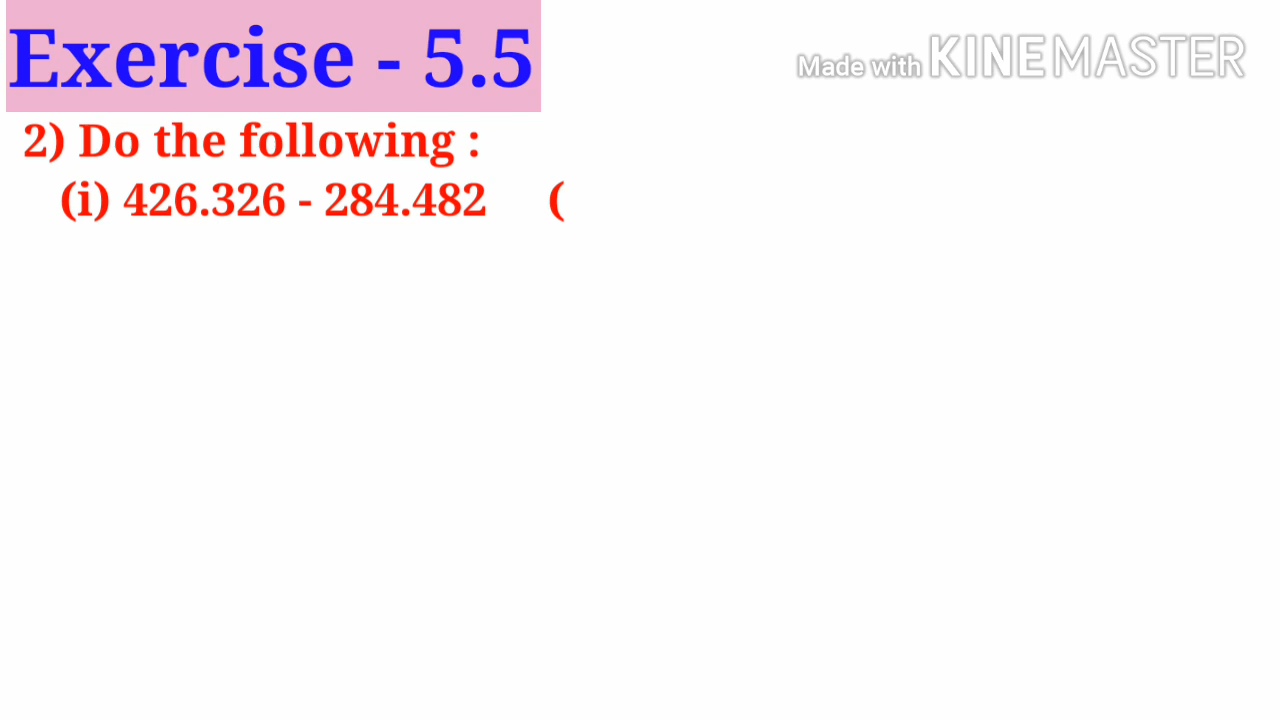 Exercise - 5.5
Made with KINEMASTER
2) Do the following :
(i) 426.326 - 284.482 (